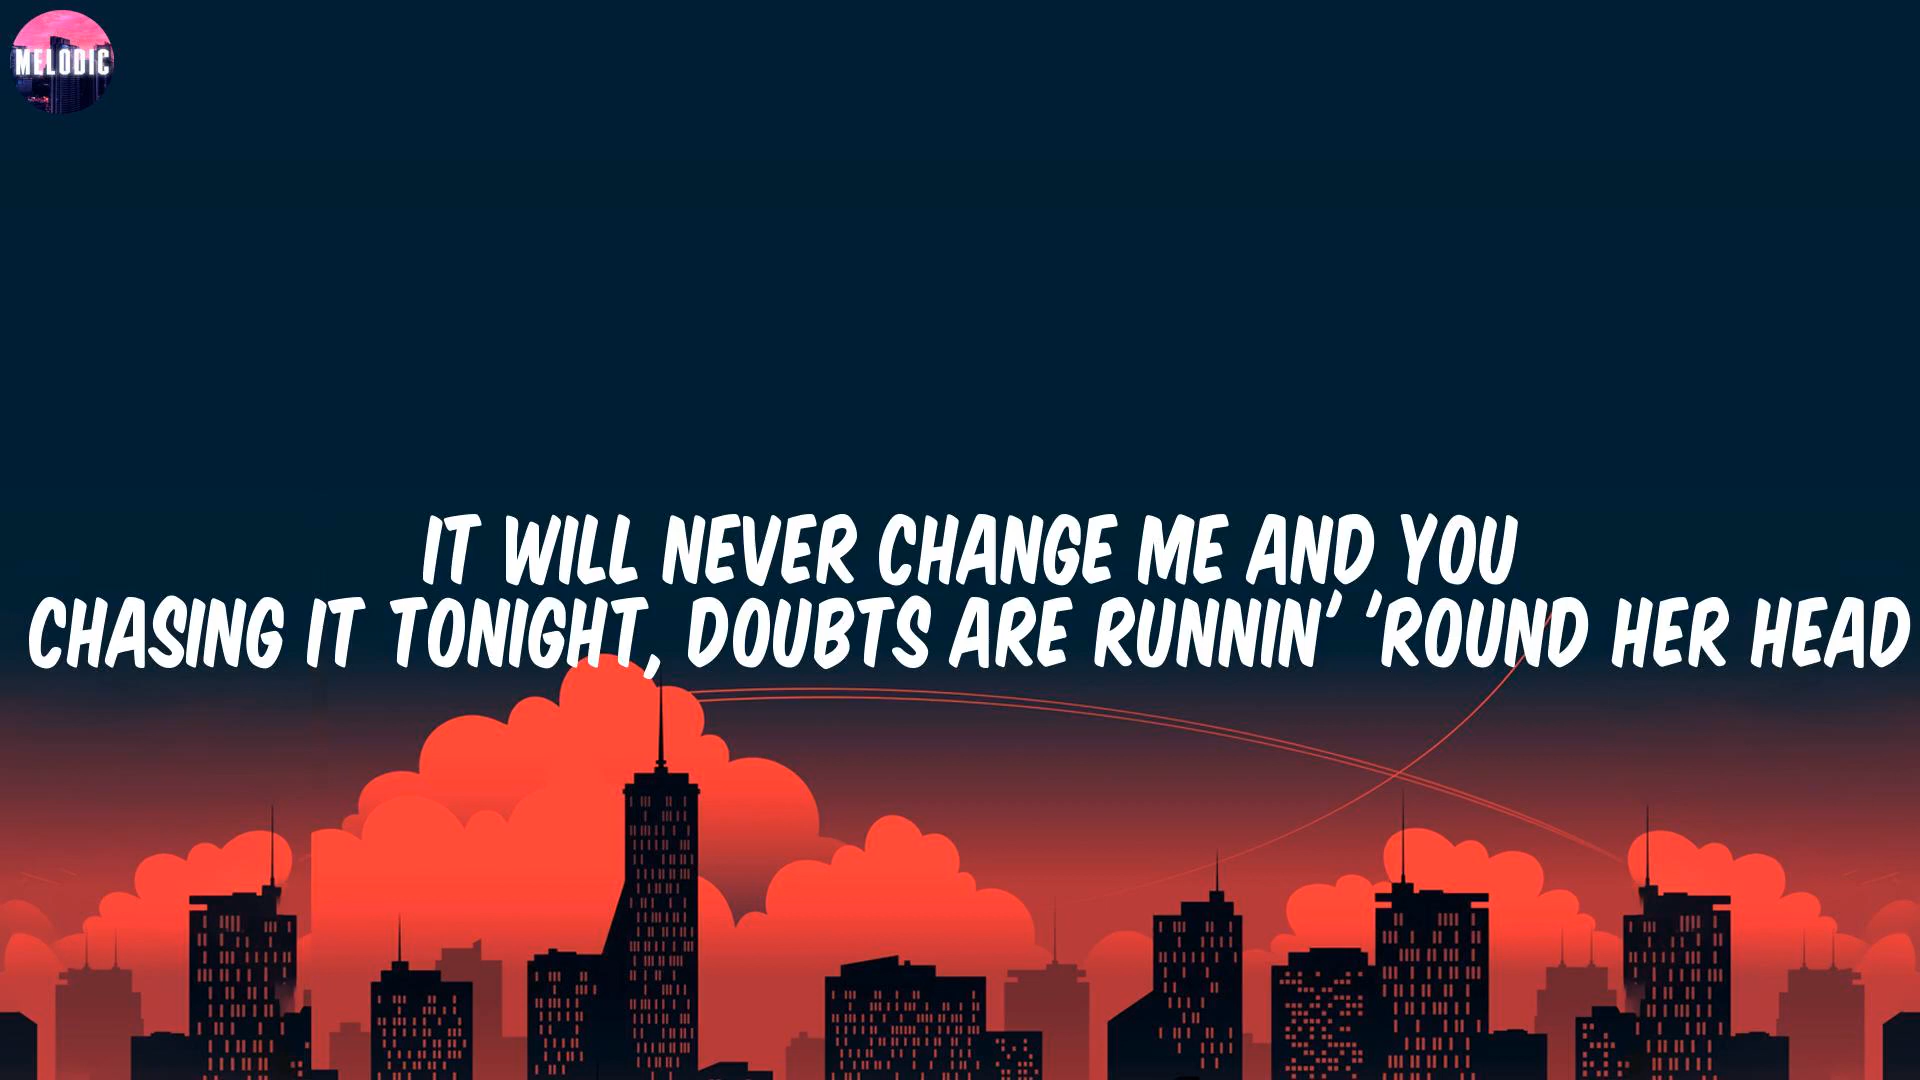 MELODIC
IT WILL NEVER CHANGE ME AND YOU
CHASING IT TONIGHT, DOUBTS ARE RUNNIN' 'ROUND HER HEAD